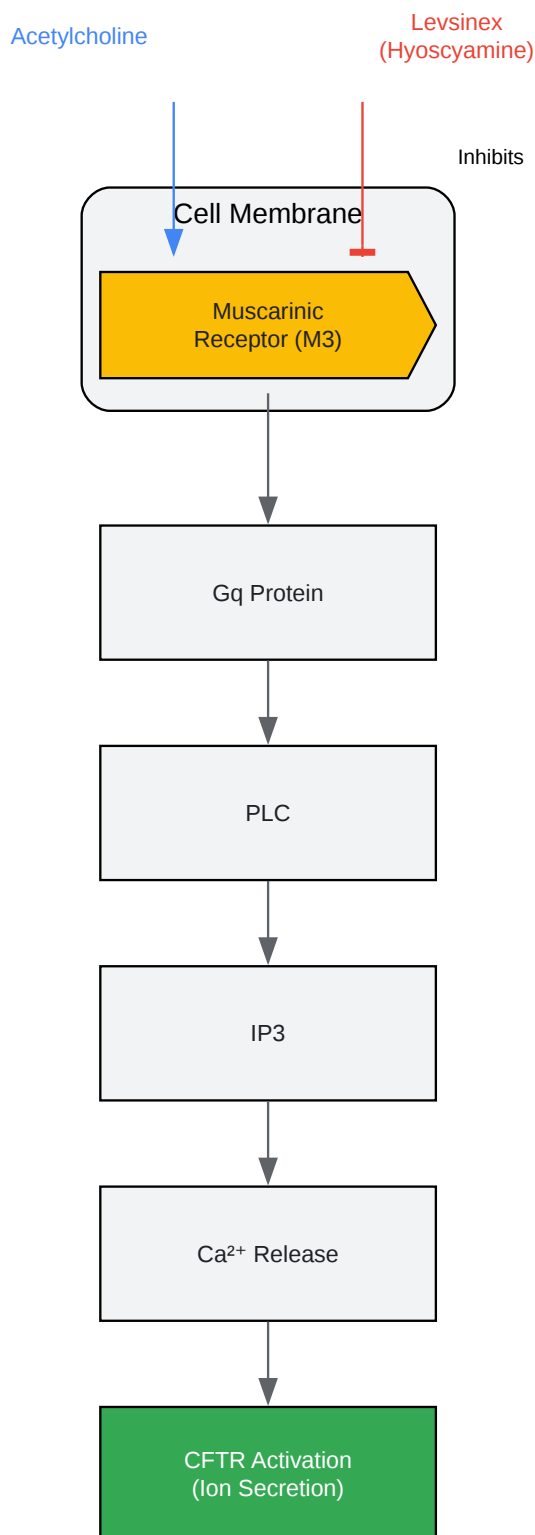 Acetylcholine
Levsinex
(Hyoscyamine)
Inhibits
Cell Membrane
Muscarinic
Receptor (M3)
Gq Protein
PLC
IP3
Ca²⁺ Release
CFTR Activation
(Ion Secretion)